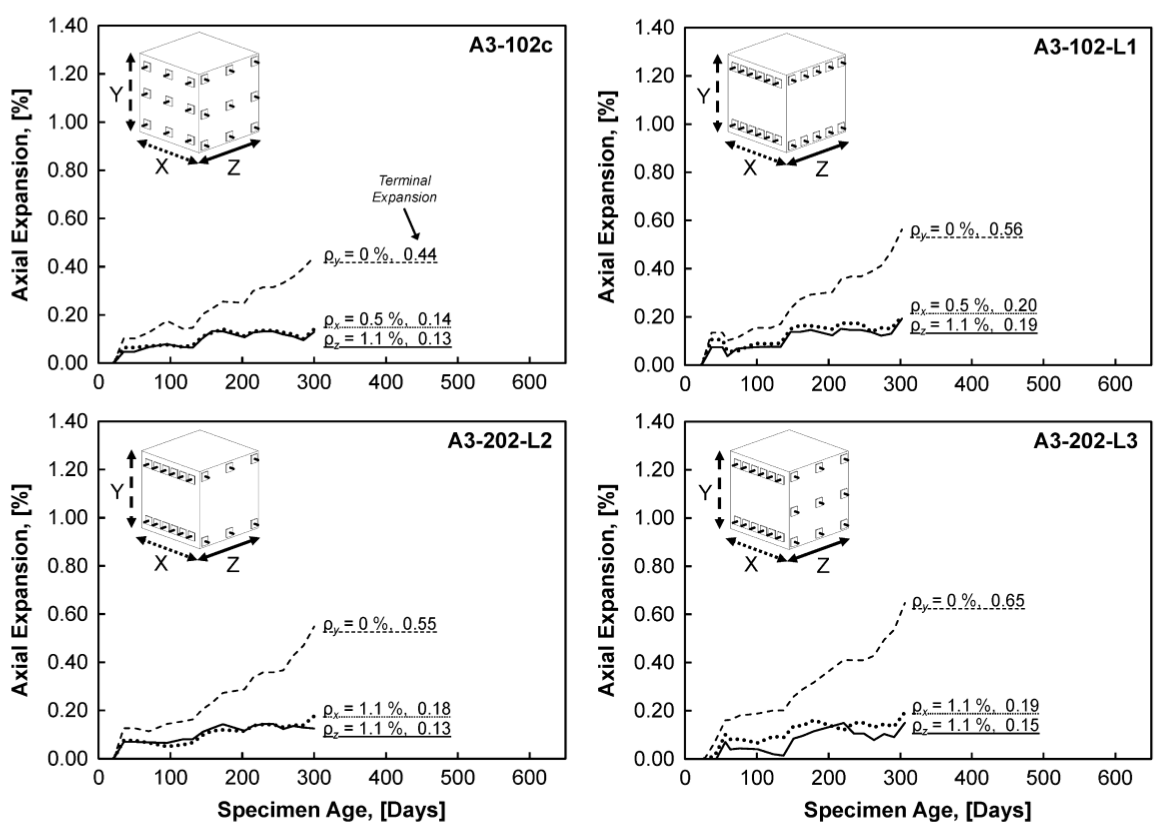 A3-102c
Axial Expansion, [%]
1.40
1.20
1.00
0.80
0.60
0.40
0.20
0.00
Y
X
Z
Terminal
Expansion
ρy = 0 %, 0.44
ρx = 0.5 %, 0.14
ρz = 1.1 %, 0.13
0 100 200 300 400 500 600
A3-102-L1
Axial Expansion, [%]
1.40
1.20
1.00
0.80
0.60
0.40
0.20
0.00
Y
X
Z
ρy = 0 %, 0.56
ρx = 0.5 %, 0.20
ρz = 1.1 %, 0.19
0 100 200 300 400 500 600
A3-202-L2
Axial Expansion, [%]
1.40
1.20
1.00
0.80
0.60
0.40
0.20
0.00
Y
X
Z
ρy = 0 %, 0.55
ρx = 1.1 %, 0.18
ρz = 1.1 %, 0.13
0 100 200 300 400 500 600
Specimen Age, [Days]
A3-202-L3
Axial Expansion, [%]
1.40
1.20
1.00
0.80
0.60
0.40
0.20
0.00
Y
X
Z
ρy = 0 %, 0.65
ρx = 1.1 %, 0.19
ρz = 1.1 %, 0.15
0 100 200 300 400 500 600
Specimen Age, [Days]